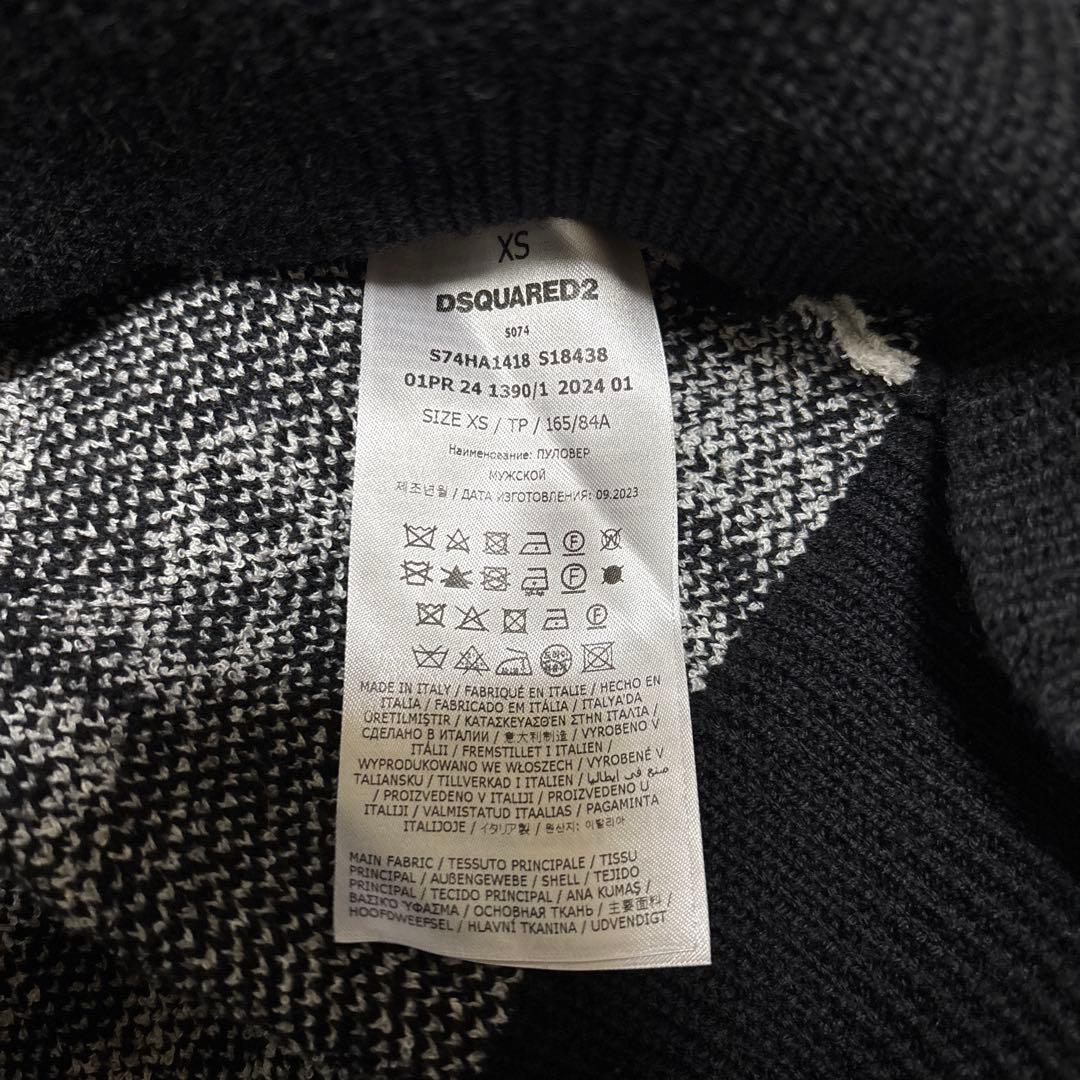 XS
DSQUARED2
S074
S74HA1418 S18438
01PR 24 1390/1 2024 01
SIZE XS / TP / 165/84A
Наименование: ПУЛОВЕР
МУЖСКОЙ
제조년월 / ДАТА ИЗГОТОВЛЕНИЯ: 09.2023
MADE IN ITALY / FABRIQUÉ EN ITALIE / HECHO EN
ITALIA / FABRICADO EM ITÁLIA / ITALYA'DA
ÜRETILMIŞTIR / ΚΑΤΑΣΚΕΥΑΣΘΈΝ ΣΤΗΝ ΙΤΑΛΊΑ /
СДЕЛАНО В ИТАЛИИ / 意大利制造 / VYROBENO V
ITÁLII / FREMSTILLET I ITALIEN /
WYPRODUKOWANO WE WŁOSZECH / VYROBENÉ V
TALIANSKU / TILLVERKAD I ITALIEN / صنع في ايطاليا
/ PROIZVEDENO V ITALIJI / PROIZVEDENO U
ITALIJI / VALMISTATUD ITAALIAS / PAGAMINTA
ITALIJOJE / イタリア製 / 원산지: 이탈리아
MAIN FABRIC / TESSUTO PRINCIPALE / TISSU
PRINCIPAL / AUßENGEWEBE / SHELL / TEJIDO
PRINCIPAL / TECIDO PRINCIPAL / ANA KUMAŞ /
ΒΑΣΙΚΌ ΎΦΑΣΜΑ / ОСНОВНАЯ ТКАНЬ / 主要面料 /
HOOFDWEEFSEL / HLAVNÍ TKANINA / UDVENDIGT